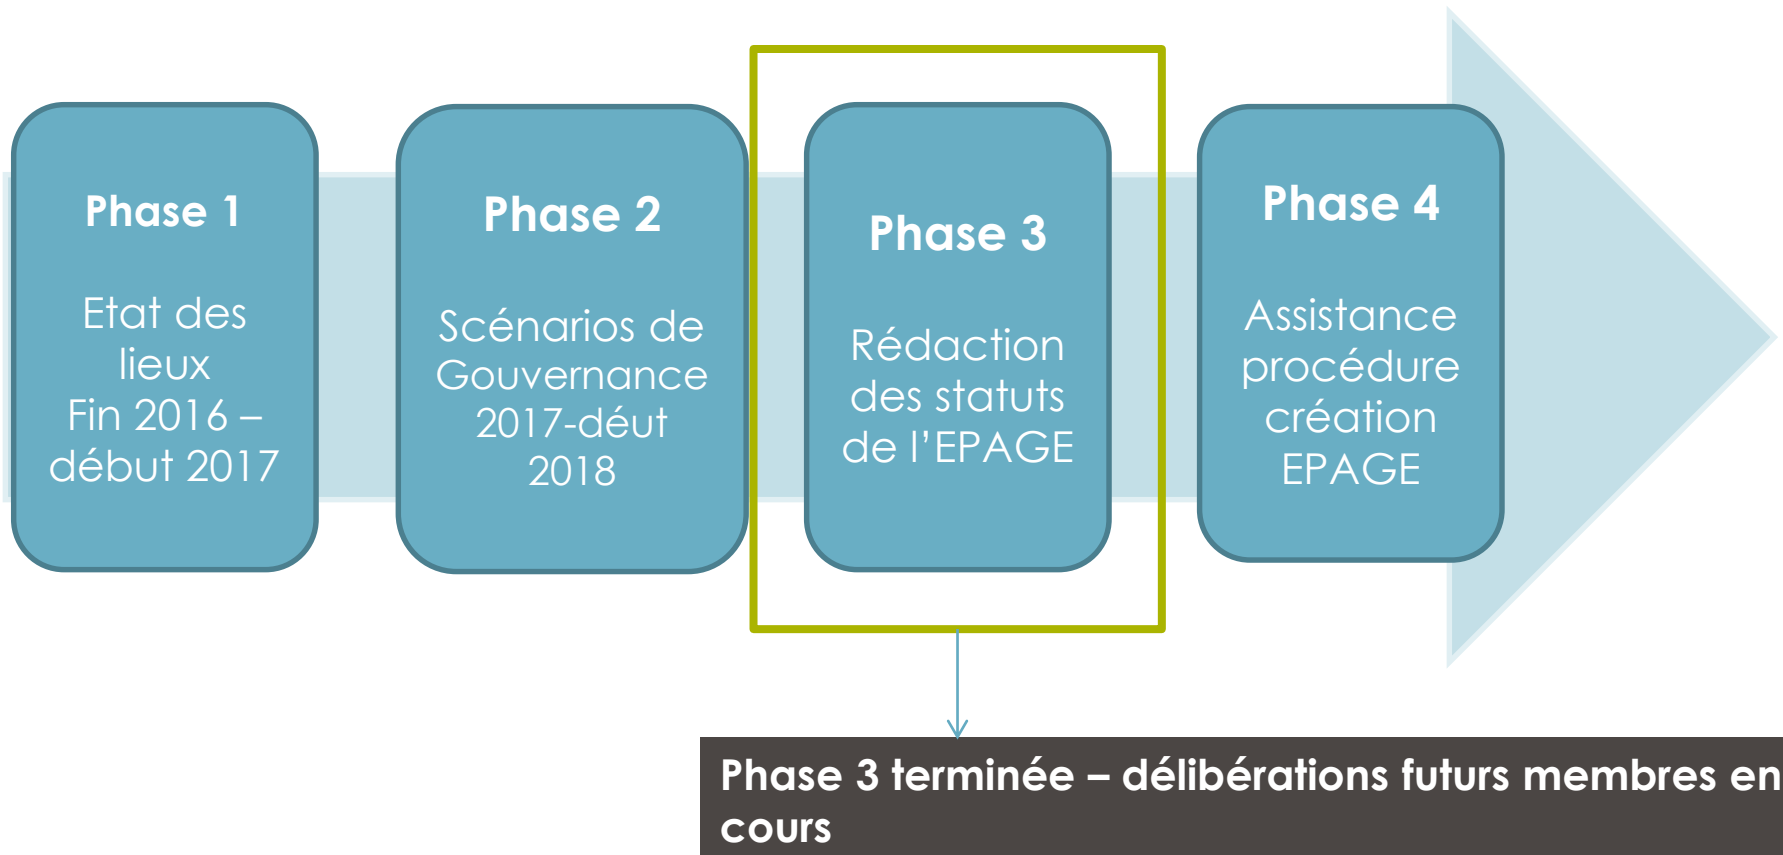 Phase 1
Etat des
lieux
Fin 2016 –
début 2017
Phase 2
Scénarios de
Gouvernance
2017-déut
2018
Phase 3
Rédaction
des statuts
de l’EPAGE
Phase 4
Assistance
procédure
création
EPAGE
Phase 3 terminée – délibérations futurs membres en
cours